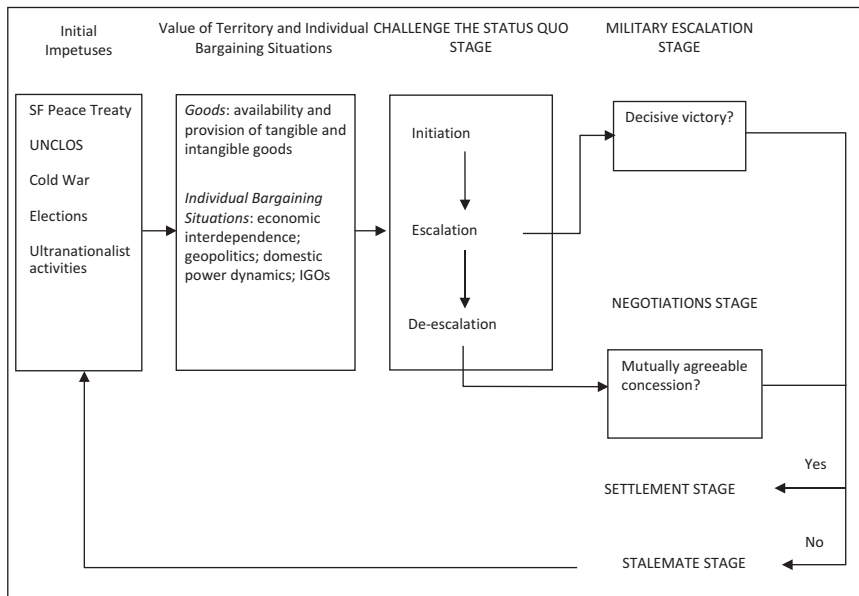 Initial
Impetuses
Value of Territory and Individual
Bargaining Situations
CHALLENGE THE STATUS QUO
STAGE
MILITARY ESCALATION
STAGE
SF Peace Treaty
UNCLOS
Cold War
Elections
Ultranationalist
activities
Goods: availability and
provision of tangible and
intangible goods
Individual Bargaining
Situations: economic
interdependence;
geopolitics; domestic
power dynamics; IGOs
Initiation
Escalation
De-escalation
Decisive victory?
NEGOTIATIONS STAGE
Mutually agreeable
concession?
Yes
SETTLEMENT STAGE
No
STALEMATE STAGE